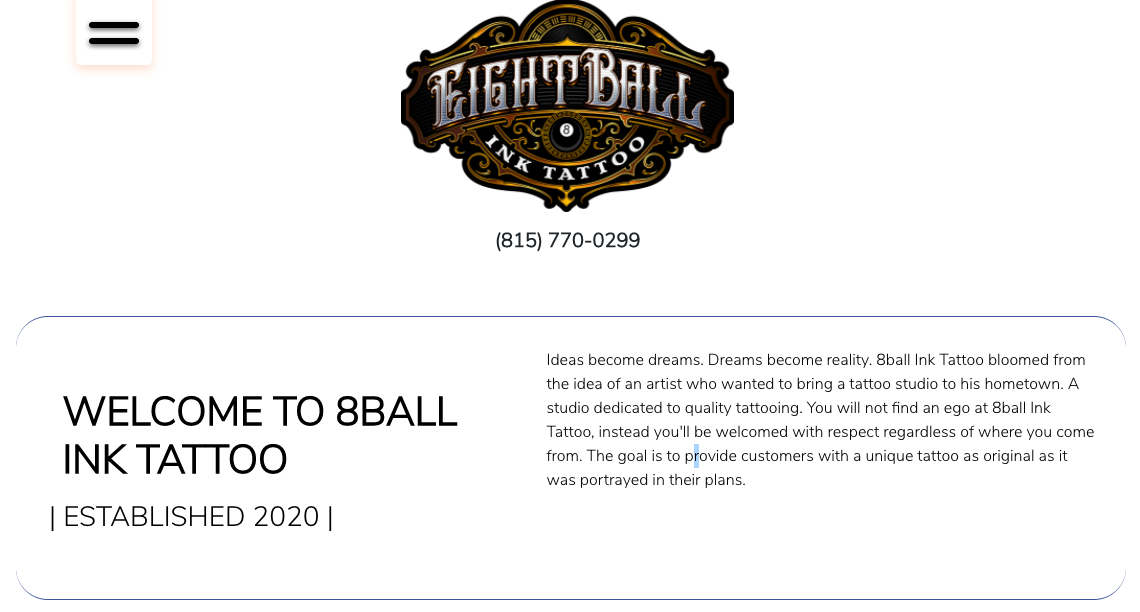 EIGHTBALL
8
INK TATTOO
(815) 770-0299
WELCOME TO 8BALL
INK TATTOO
| ESTABLISHED 2020 |
Ideas become dreams. Dreams become reality. 8ball Ink Tattoo bloomed from
the idea of an artist who wanted to bring a tattoo studio to his hometown. A
studio dedicated to quality tattooing. You will not find an ego at 8ball Ink
Tattoo, instead you'll be welcomed with respect regardless of where you come
from. The goal is to provide customers with a unique tattoo as original as it
was portrayed in their plans.